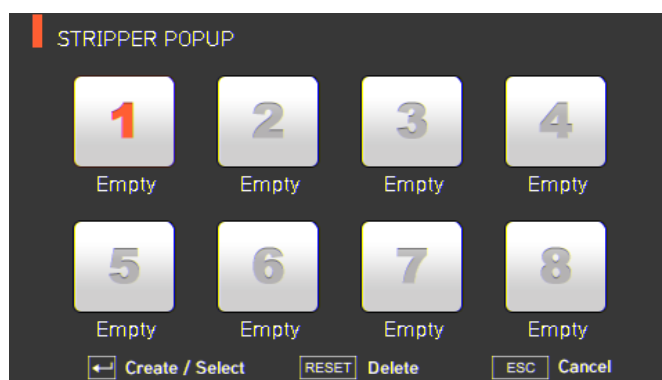 STRIPPER POPUP
1 2 3 4
Empty Empty Empty Empty
5 6 7 8
Empty Empty Empty Empty
Create / Select RESET Delete ESC Cancel